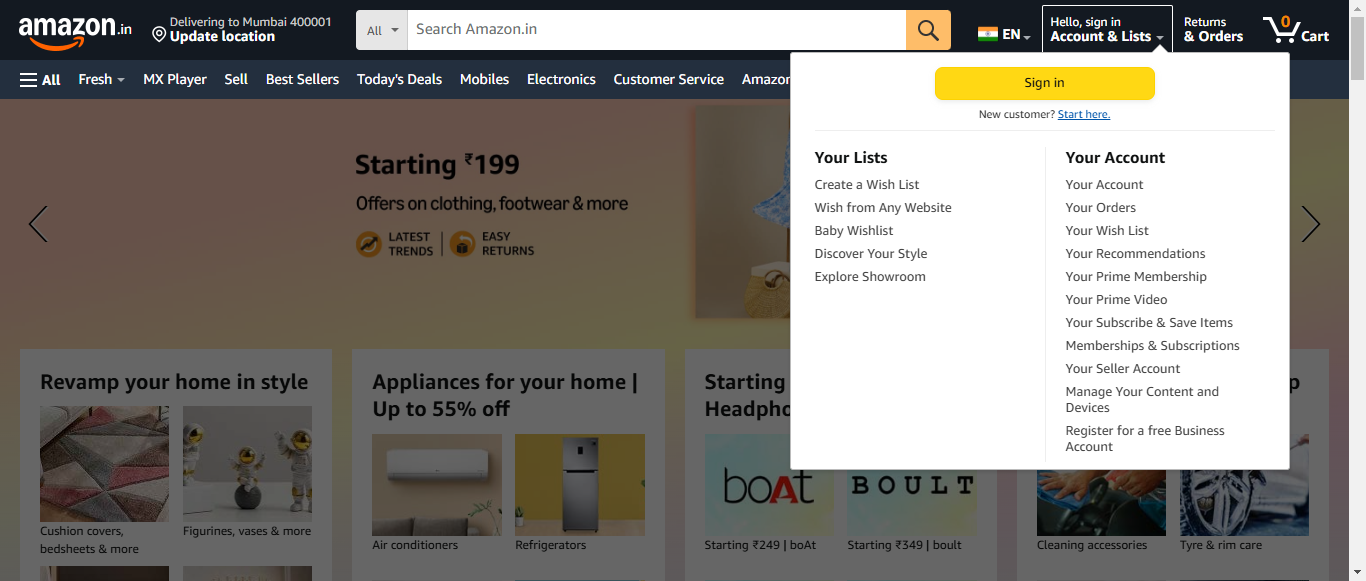 amazon.in
Delivering to Mumbai 400001
Update location
All
Search Amazon.in
EN
Hello, sign in
Account & Lists
Returns
& Orders
0
Cart
All
Fresh
MX Player
Sell
Best Sellers
Today's Deals
Mobiles
Electronics
Customer Service
Sign in
New customer? Start here.
Your Lists
Create a Wish List
Wish from Any Website
Baby Wishlist
Discover Your Style
Explore Showroom
Your Account
Your Account
Your Orders
Your Wish List
Your Recommendations
Your Prime Membership
Your Prime Video
Your Subscribe & Save Items
Memberships & Subscriptions
Your Seller Account
Manage Your Content and
Devices
Register for a free Business
Account
Starting ₹199
Offers on clothing, footwear & more
LATEST
TRENDS
EASY
RETURNS
Revamp your home in style
Cushion covers,
bedsheets & more
Figurines, vases & more
Appliances for your home |
Up to 55% off
Air conditioners
Refrigerators
Starting
boAt
BOULT
Starting ₹249 | boAt
Starting ₹349 | boult
Cleaning accessories
Tyre & rim care